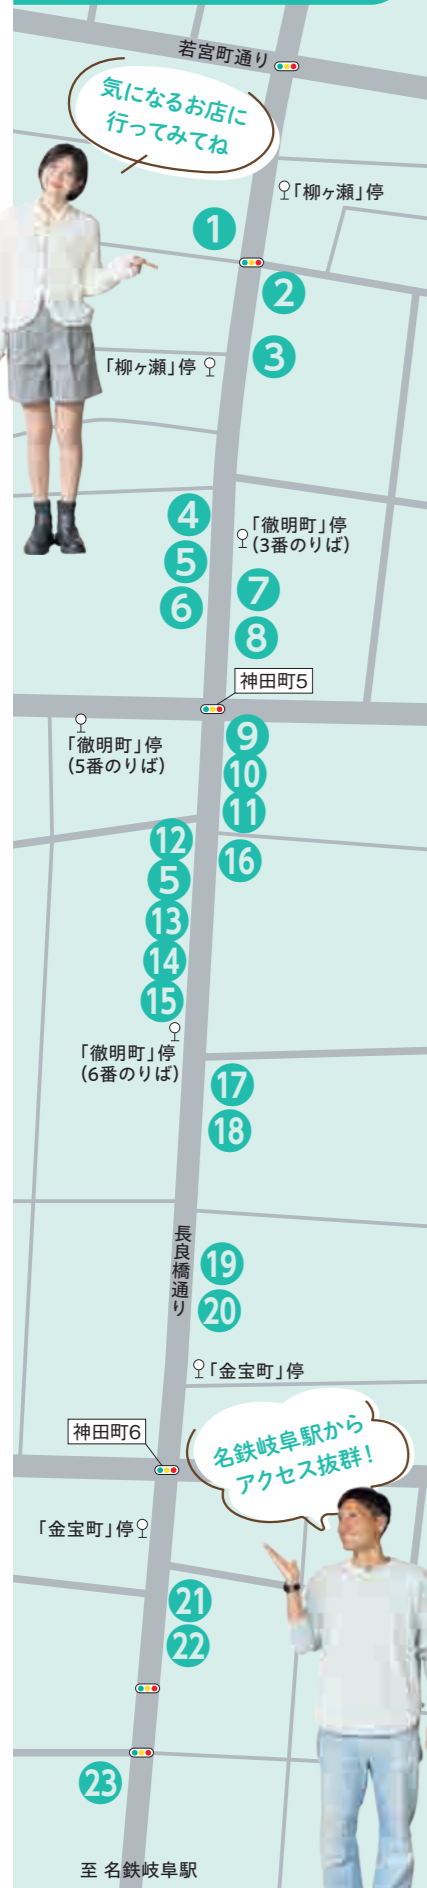 若宮町通り
気になるお店に
行ってみてね
「柳ヶ瀬」停
1
2
3
「柳ヶ瀬」停
4
「徹明町」停
(3番のりば)
5
7
6
8
神田町5
「徹明町」停
(5番のりば)
9
10
11
12
16
5
13
14
15
「徹明町」停
(6番のりば)
17
18
長良橋通り
19
20
「金宝町」停
神田町6
名鉄岐阜駅から
アクセス抜群!
「金宝町」停
21
22
23
至 名鉄岐阜駅